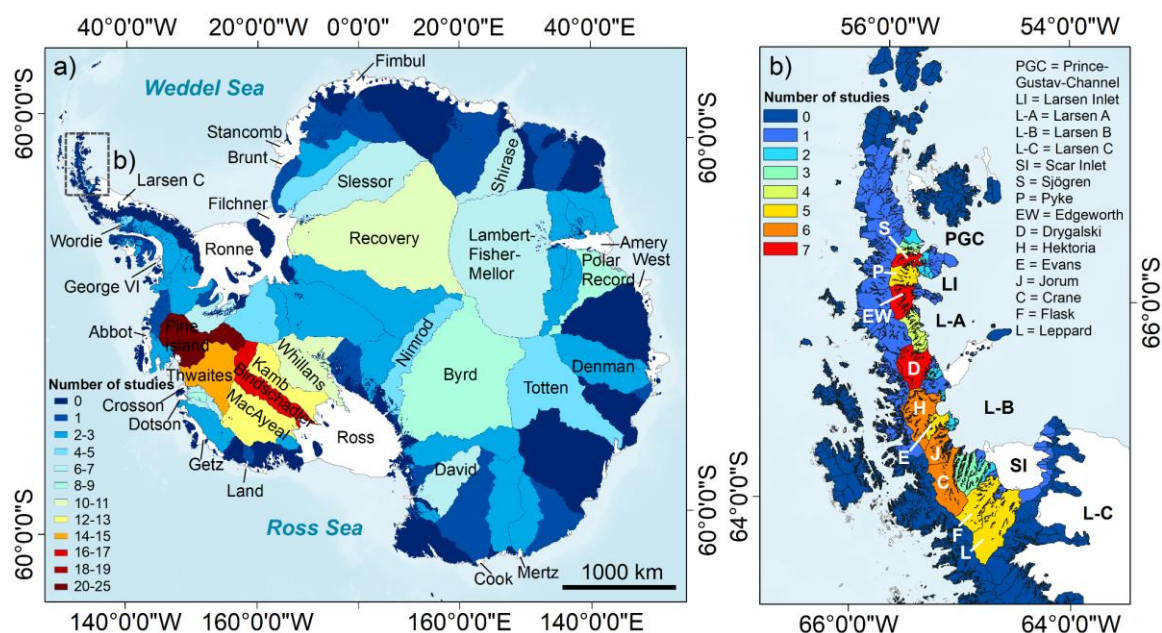 40°0'0"W
20°0'0"W
0°0'0"
20°0'0"E
40°0'0"E
56°0'0"W
54°0'0"W
a)
Fimbul
Weddel Sea
60°0'0"S
60°0'0"S
Stancomb
Brunt
b)
Larsen C
Slessor
Shirase
Filchner
Wordie
Ronne
Recovery
Lambert-
Fisher-
Mellor
Amery
West
Polar
Record
George VI
Abbot
Pine
Island
Nimrod
Whillans
Kamb
Bindschadler
Thwaites
MacAyeal
Byrd
Totten
Denman
Crosson
Dotson
Ross
Getz
Land
David
Ross Sea
Cook
Mertz
1000 km
60°0'0"S
60°0'0"S
Number of studies
0
1
2-3
4-5
6-7
8-9
10-11
12-13
14-15
16-17
18-19
20-25
140°0'0"W
160°0'0"W
160°0'0"E
140°0'0"E
b)
Number of studies
0
1
2
3
4
5
6
7
PGC = Prince-
Gustav-Channel
LI = Larsen Inlet
L-A = Larsen A
L-B = Larsen B
L-C = Larsen C
SI = Scar Inlet
S = Sjögren
P = Pyke
EW = Edgeworth
D = Drygalski
H = Hektoria
E = Evans
J = Jorum
C = Crane
F = Flask
L = Leppard
S
PGC
P
LI
EW
L-A
D
H
L-B
E
J
SI
C
L-C
F
L
66°0'0"S
64°0'0"S
66°0'0"W
64°0'0"W